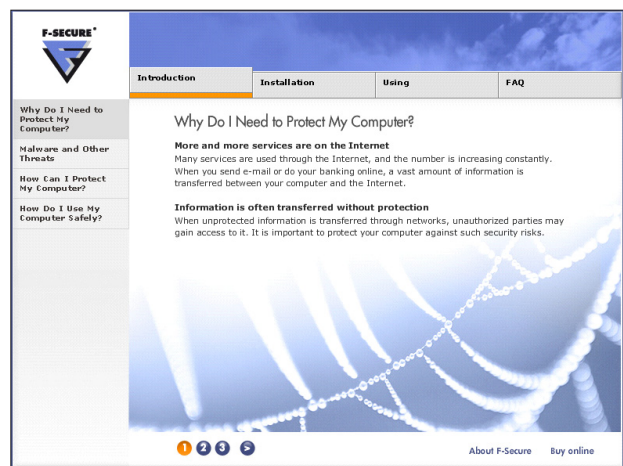 F-SECURE
Introduction
Installation
Using
FAQ
Why Do I Need to
Protect My
Computer?
Malware and Other
Threats
How Can I Protect
My Computer?
How Do I Use My
Computer Safely?
Why Do I Need to Protect My Computer?
More and more services are on the Internet
Many services are used through the Internet, and the number is increasing constantly.
When you send e-mail or do your banking online, a vast amount of information is
transferred between your computer and the Internet.
Information is often transferred without protection
When unprotected information is transferred through networks, unauthorized parties may
gain access to it. It is important to protect your computer against such security risks.
1 2 3 >
About F-Secure
Buy online